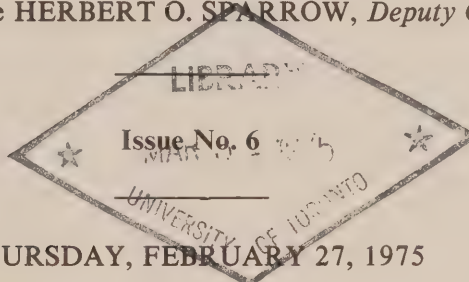 HERBERT O. SPARROW, Deputy
LIBRARY
Issue No. 6
UNIVERSITY OF TORONTO
URSDAY, FEBRUARY 27, 1975